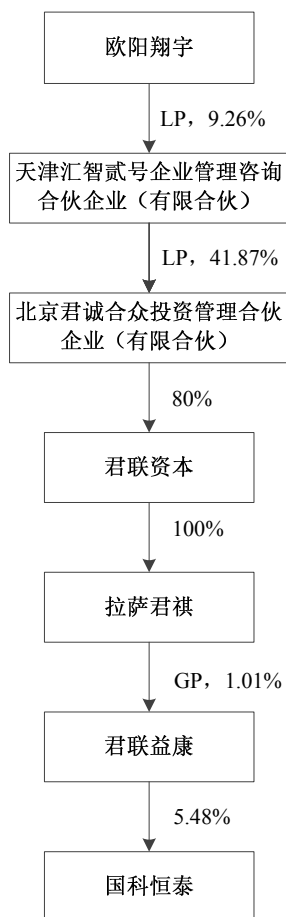 欧阳翔宇
LP，9.26%
天津汇智贰号企业管理咨询
合伙企业（有限合伙）
LP，41.87%
北京君诚合众投资管理合伙
企业（有限合伙）
80%
君联资本
100%
拉萨君祺
GP，1.01%
君联益康
5.48%
国科恒泰